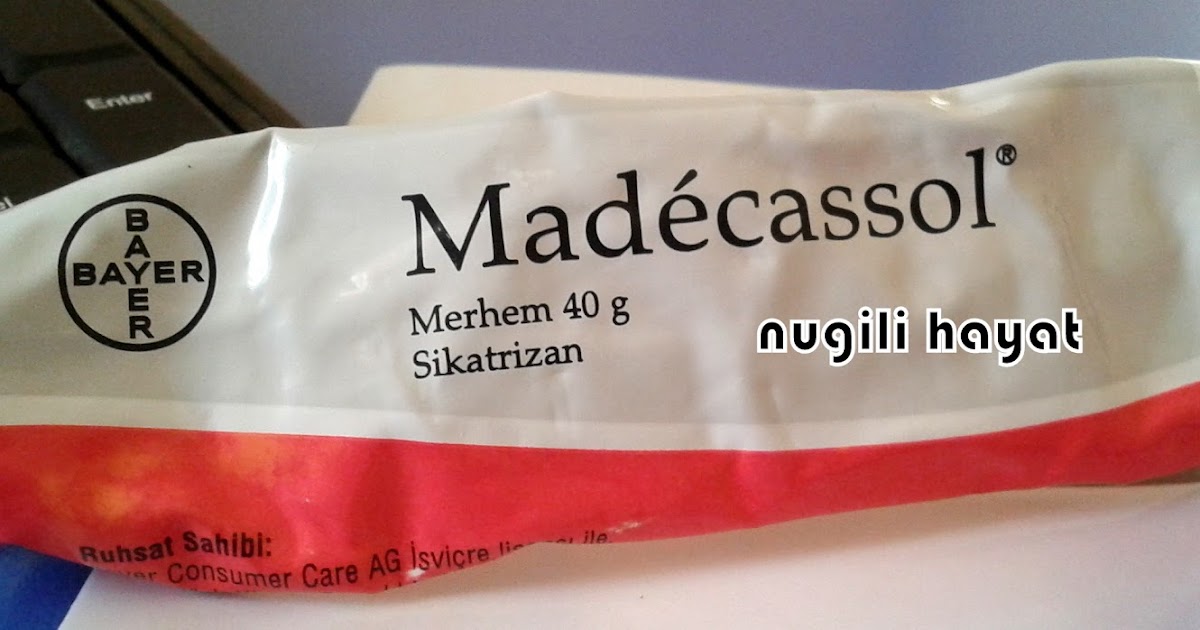 Enter
BAYER
BAYER
Madécassol®
Merhem 40 g
Sikatrizan
nugili hayat
Ruhsat Sahibi:
Consumer Care AG İsviçre